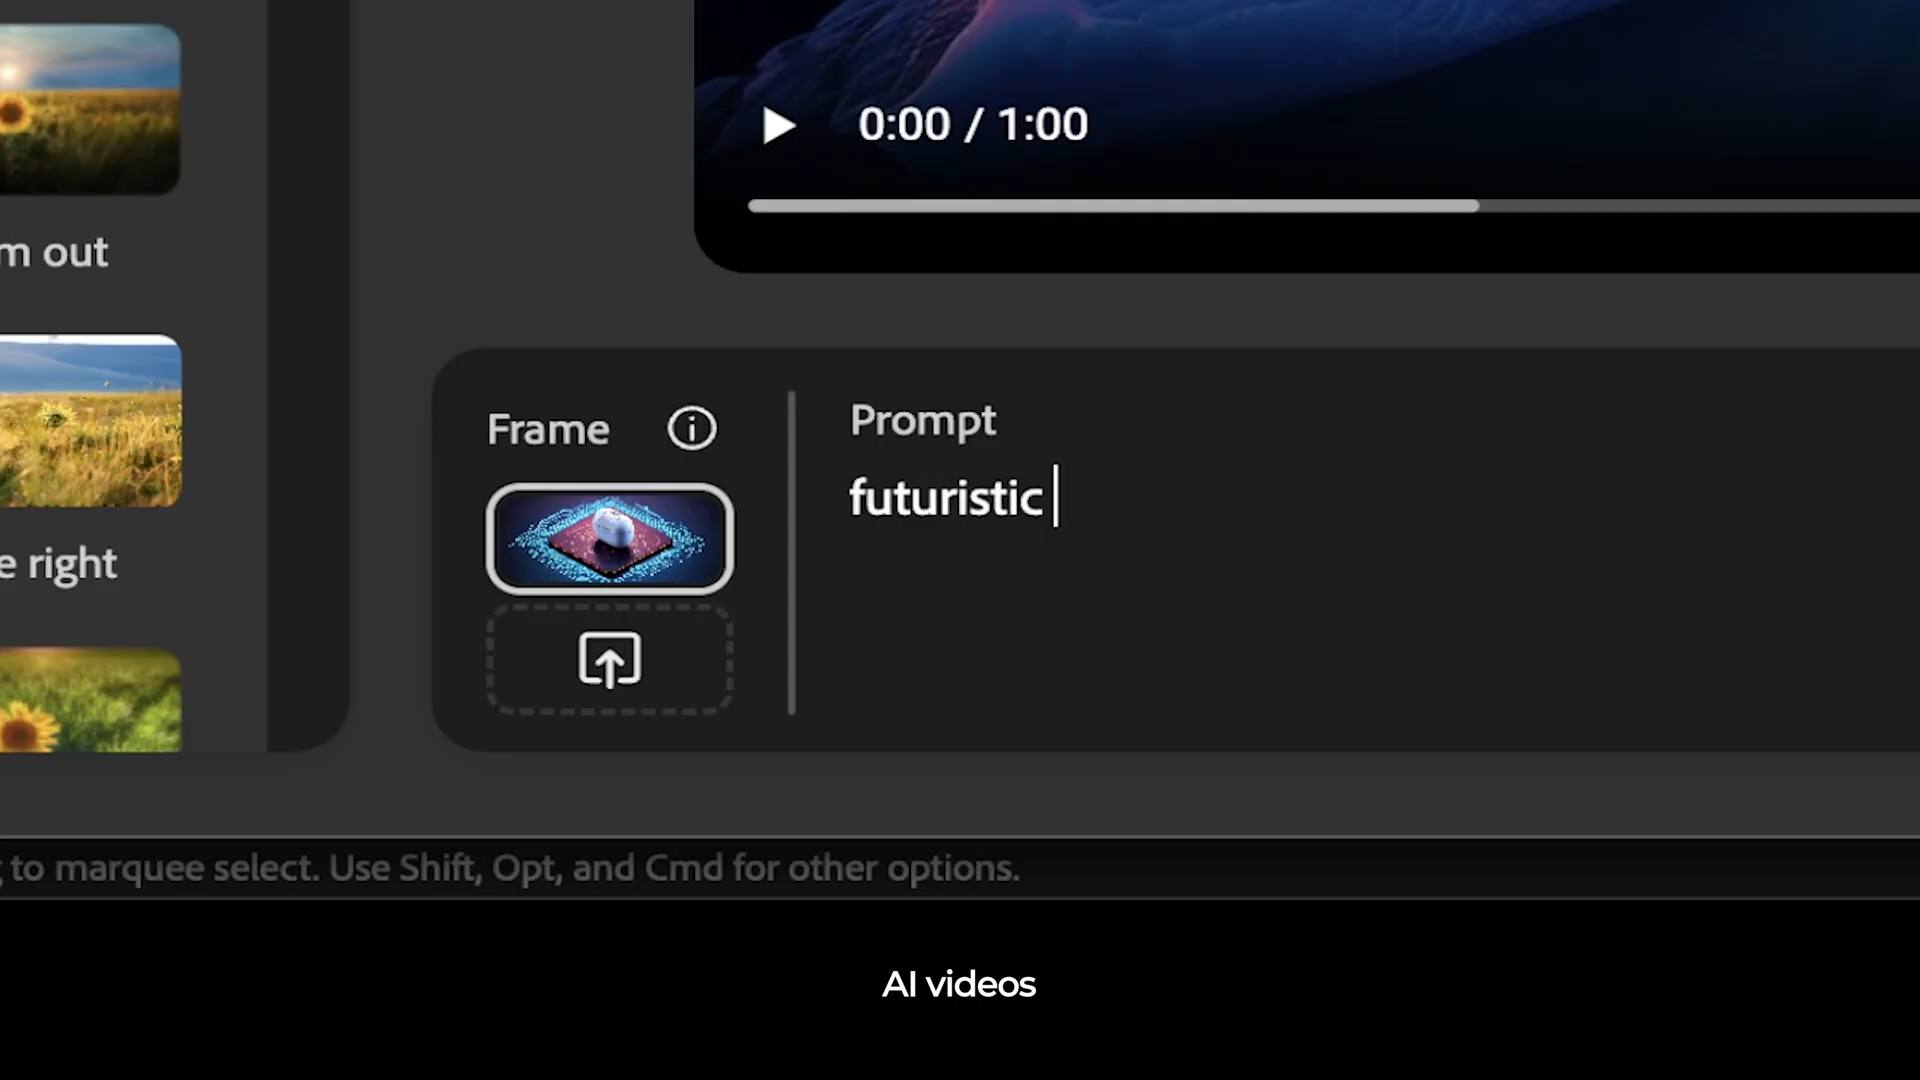 m out
e right
0:00 / 1:00
Frame
Prompt
futuristic
to marquee select. Use Shift, Opt, and Cmd for other options.
AI videos